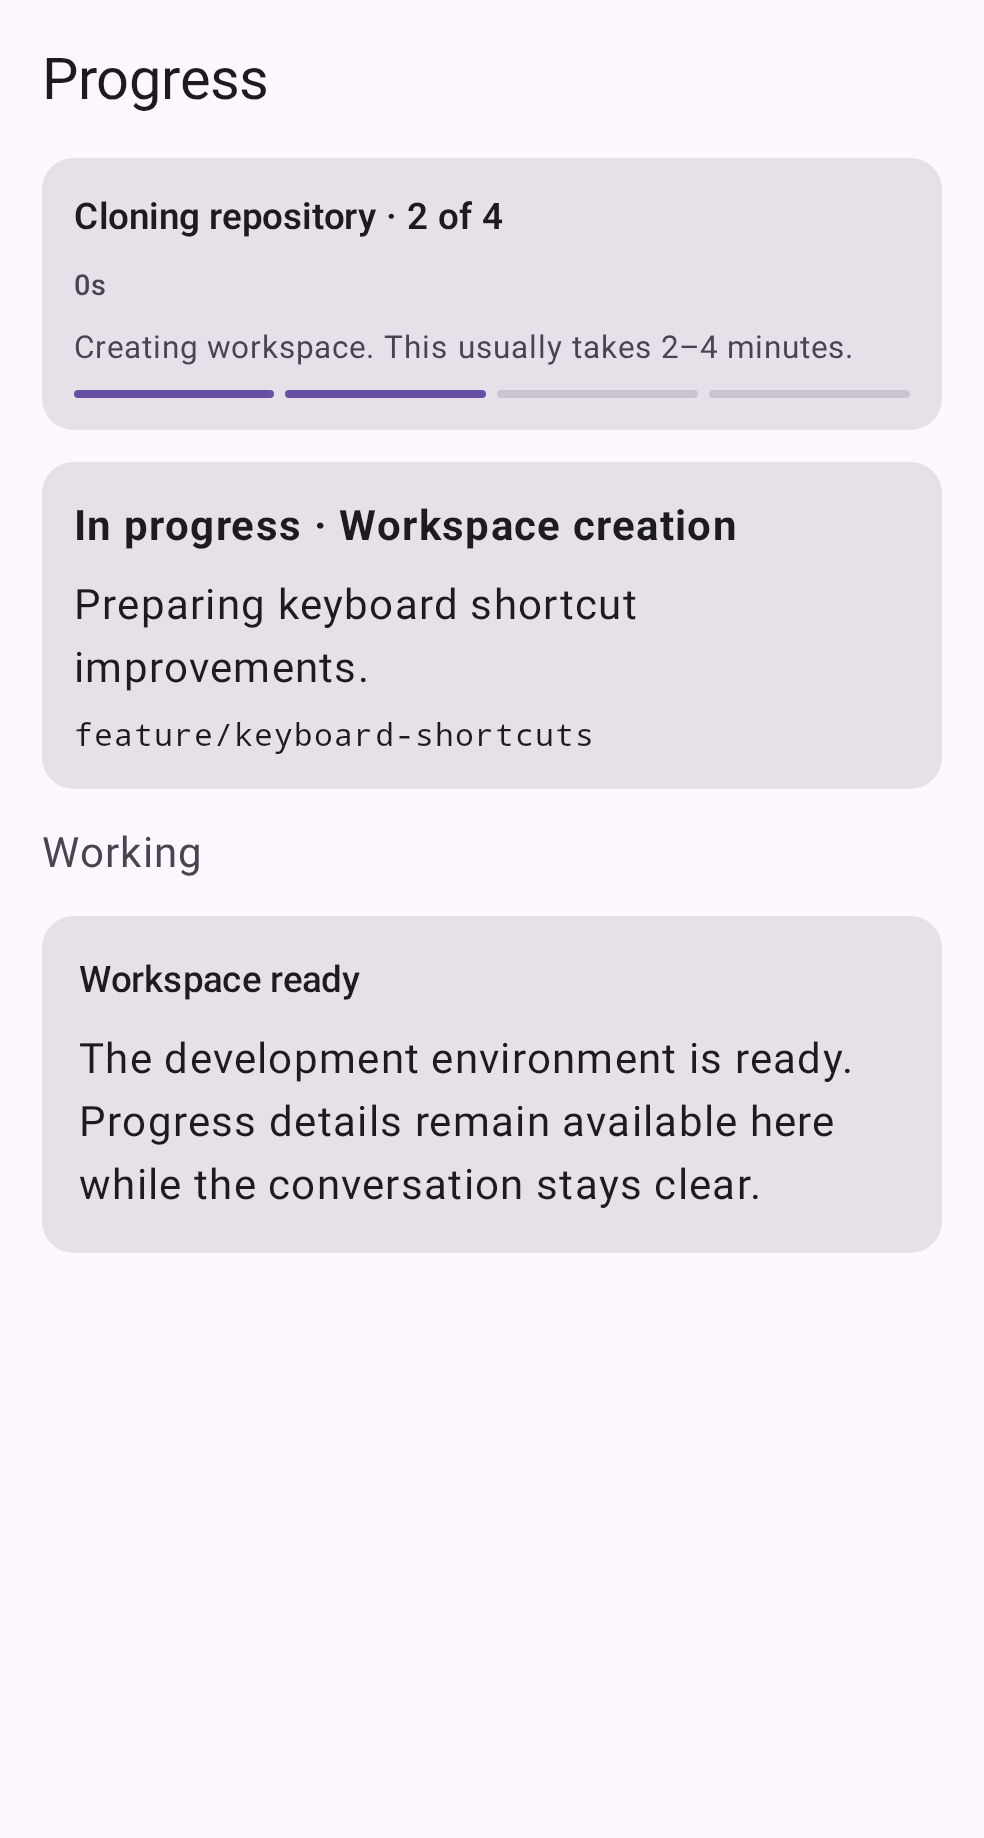 Progress
Cloning repository · 2 of 4
0s
Creating workspace. This usually takes 2–4 minutes.
In progress · Workspace creation
Preparing keyboard shortcut
improvements.
feature/keyboard-shortcuts
Working
Workspace ready
The development environment is ready.
Progress details remain available here
while the conversation stays clear.